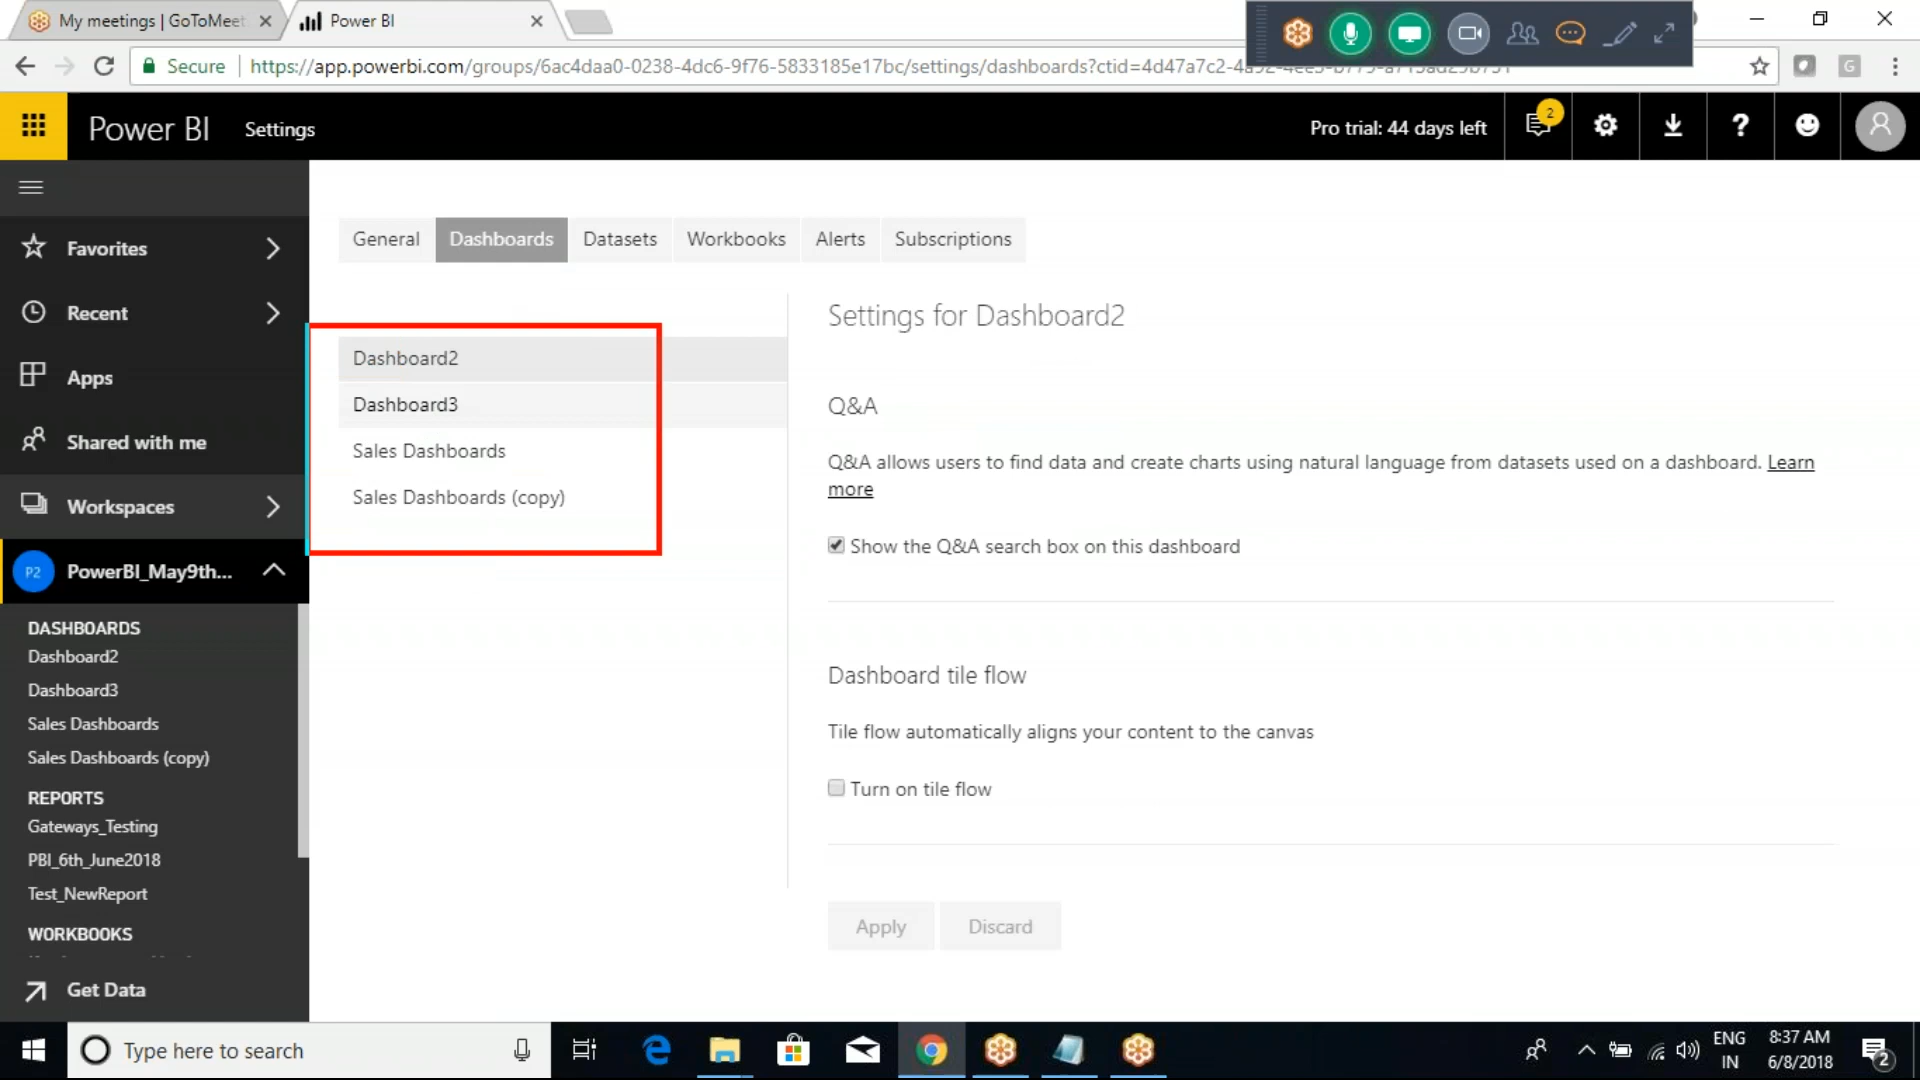 My meetings | GoToMeet
Power BI
Secure
https://app.powerbi.com/groups/6ac4daa0-0238-4dc6-9f76-5833185e17bc/settings/dashboards?ctid=4d47a7c2-
G
Power BI
Settings
Pro trial: 44 days left
2
?
Favorites
Recent
Apps
Shared with me
Workspaces
P2
PowerBI_May9th...
DASHBOARDS
Dashboard2
Dashboard3
Sales Dashboards
Sales Dashboards (copy)
REPORTS
Gateways_Testing
PBI_6th_June2018
Test_NewReport
WORKBOOKS
Get Data
General
Dashboards
Datasets
Workbooks
Alerts
Subscriptions
Dashboard2
Dashboard3
Sales Dashboards
Sales Dashboards (copy)
Settings for Dashboard2
Q&A
Q&A allows users to find data and create charts using natural language from datasets used on a dashboard. Learn
more
Show the Q&A search box on this dashboard
Dashboard tile flow
Tile flow automatically aligns your content to the canvas
Turn on tile flow
Apply
Discard
Type here to search
ENG
IN
8:37 AM
6/8/2018
2